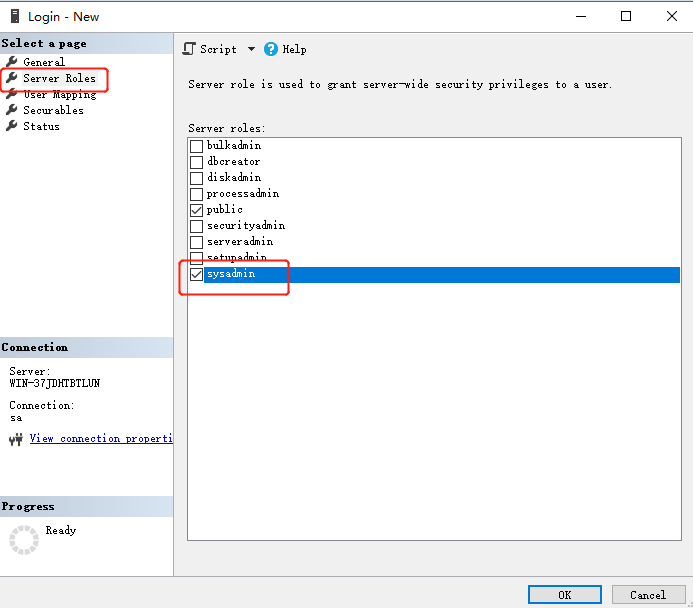 Login - New
Select a page
General
Server Roles
User Mapping
Securables
Status
Script
Help
Server role is used to grant server-wide security privileges to a user.
Server roles:
bulkadmin
dbcreator
diskadmin
processadmin
public
securityadmin
serveradmin
setupadmin
sysadmin
Connection
Server:
WIN-37JDHTBTLUN
Connection:
sa
View connection properti
Progress
Ready
OK
Cancel